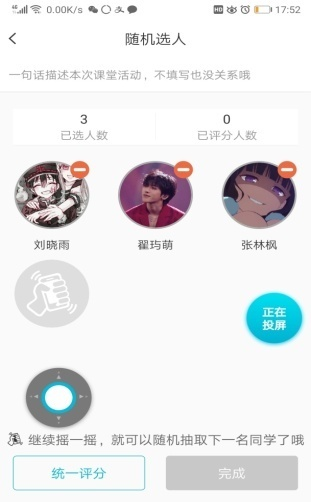 0.00K/s
HD
17:52
随机选人
一句话描述本次课堂活动，不填写也没关系哦
3
0
已选人数
已评分人数
刘晓雨
翟玙萌
张林枫
正在
投屏
继续摇一摇，就可以随机抽取下一名同学了哦
统一评分
完成